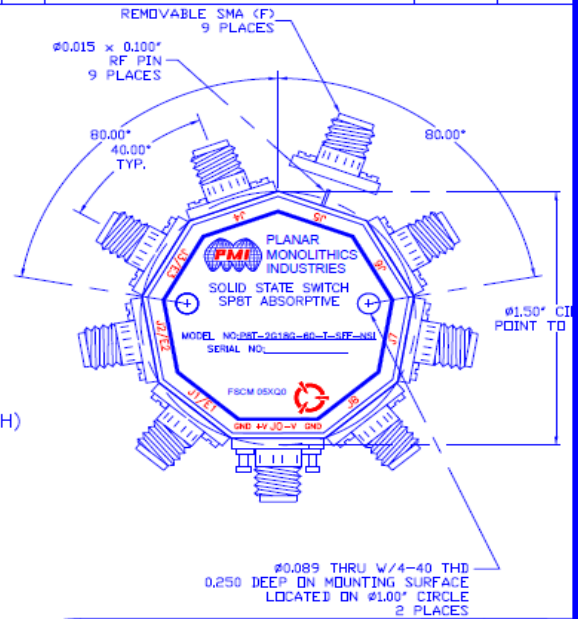 REMOVABLE SMA (F)
9 PLACES
Ø0.015 x 0.100"
RF PIN
9 PLACES
80.00°
40.00°
TYP.
80.00°
J4
J5
PMI
PLANAR
MONOLITHICS
INDUSTRIES
J3/E3
J6
SOLID STATE SWITCH
SP8T ABSORPTIVE
Ø1.50" CI
POINT TO
J2/E2
J7
MODEL NO:P8T-2G18G-60-T-SFF-NSI
SERIAL NO:
J1/E1
FSCM 05XQ0
J8
H)
GND +V J0 -V GND
Ø0.089 THRU W/4-40 THD
0.250 DEEP ON MOUNTING SURFACE
LOCATED ON Ø1.00" CIRCLE
2 PLACES